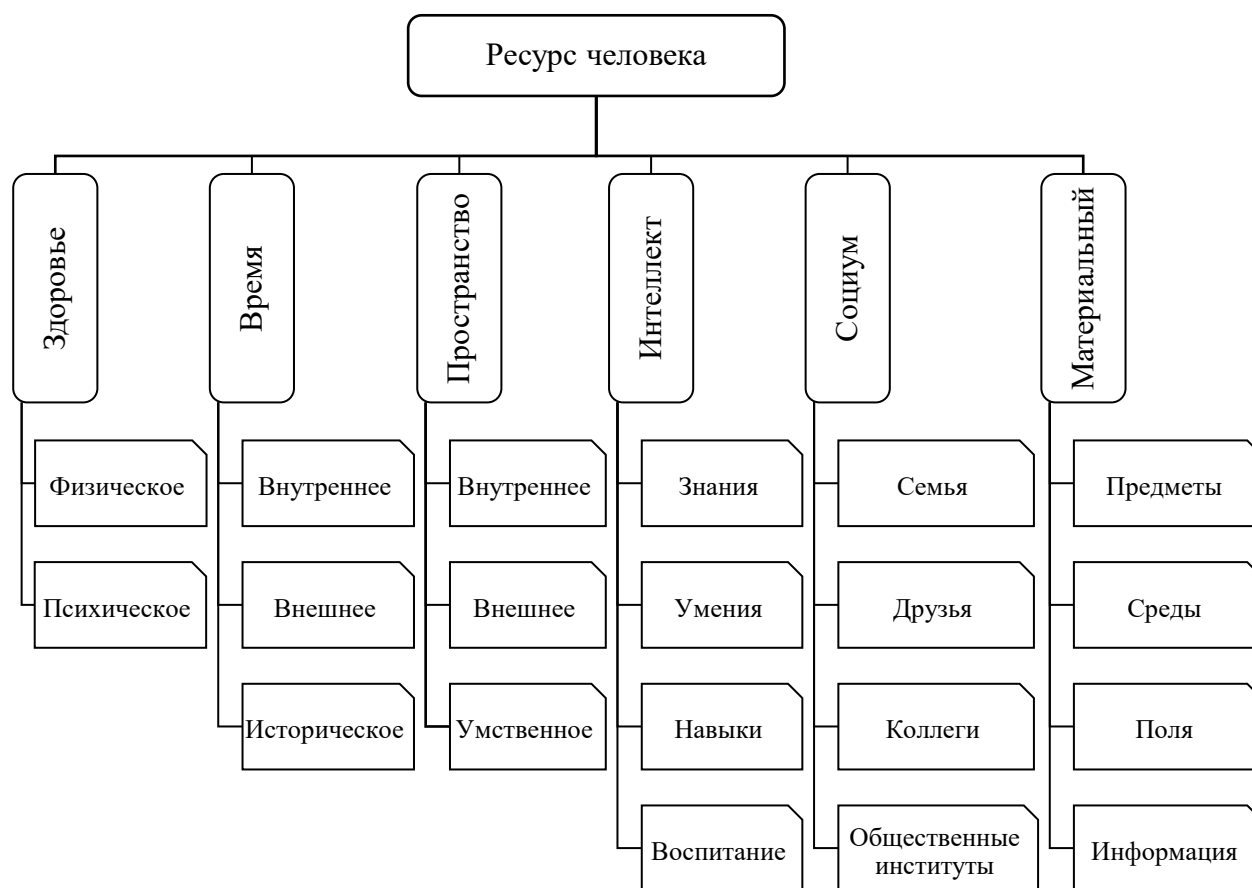 Ресурс человека
Здоровье
Время
Пространство
Интеллект
Социум
Материальный
Физическое
Внутреннее
Внутреннее
Знания
Семья
Предметы
Психическое
Внешнее
Внешнее
Умения
Друзья
Среды
Историческое
Умственное
Навыки
Коллеги
Поля
Воспитание
Общественные
институты
Информация